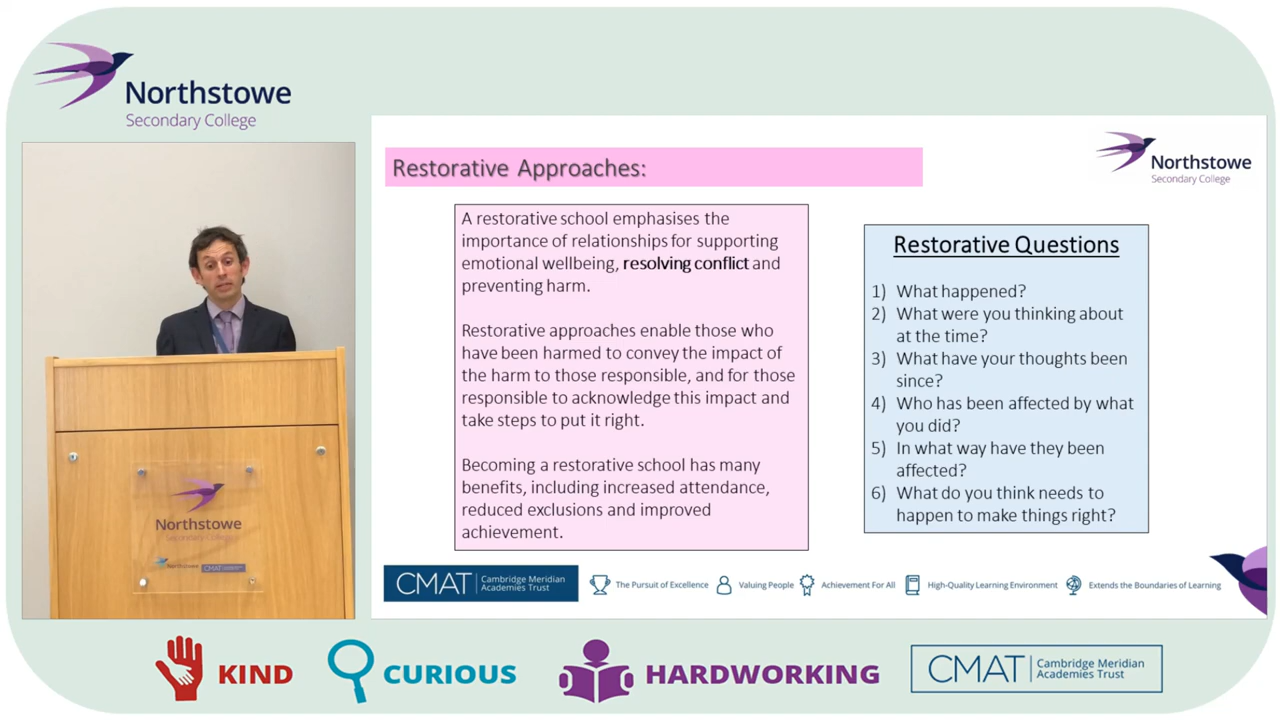 Northstowe
Secondary College
Restorative Approaches:
Northstowe
Secondary College
A restorative school emphasises the
importance of relationships for supporting
emotional wellbeing, resolving conflict and
preventing harm.
Restorative approaches enable those who
have been harmed to convey the impact of
the harm to those responsible, and for those
responsible to acknowledge this impact and
take steps to put it right.
Becoming a restorative school has many
benefits, including increased attendance,
reduced exclusions and improved
achievement.
Restorative Questions
1) What happened?
2) What were you thinking about
at the time?
3) What have your thoughts been
since?
4) Who has been affected by what
you did?
5) In what way have they been
affected?
6) What do you think needs to
happen to make things right?
Northstowe
Secondary College
Northstowe CMAT
CMAT Cambridge Meridian
Academies Trust
The Pursuit of Excellence
Valuing People
Achievement For All
High-Quality Learning Environment
Extends the Boundaries of Learning
KIND
CURIOUS
HARDWORKING
CMAT Cambridge Meridian
Academies Trust